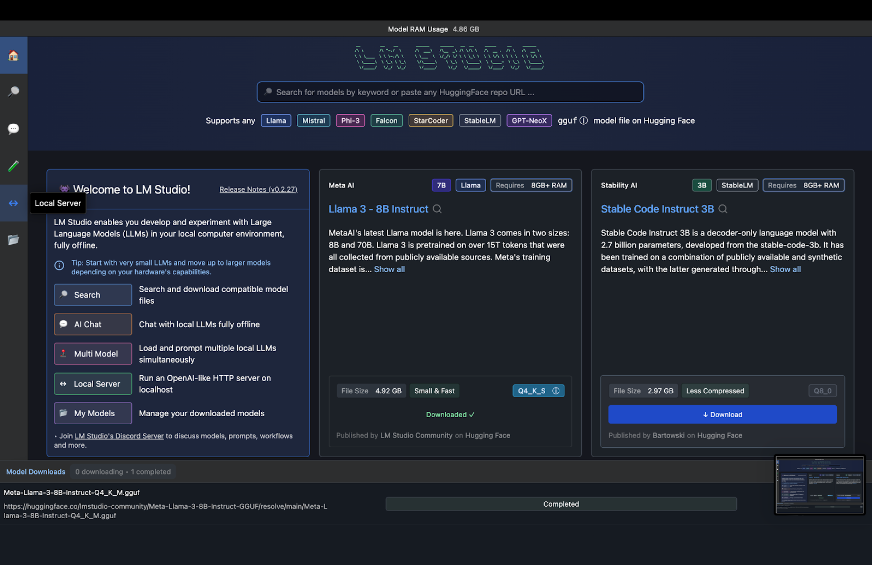 Model RAM Usage 4.86 GB
LM STUDIO
Search for models by keyword or paste any HuggingFace repo URL ...
Supports any Llama Mistral Phi-3 Falcon StarCoder StableLM GPT-NeoX gguf ⓘ model file on Hugging Face
👾 Welcome to LM Studio! Release Notes (v0.2.27)
Local Server
LM Studio enables you develop and experiment with Large
Language Models (LLMs) in your local computer environment,
fully offline.
Tip: Start with very small LLMs and move up to larger models
depending on your hardware's capabilities.
Search
Search and download compatible model
files
AI Chat
Chat with local LLMs fully offline
Multi Model
Load and prompt multiple local LLMs
simultaneously
Local Server
Run an OpenAI-like HTTP server on
localhost
My Models
Manage your downloaded models
• Join LM Studio's Discord Server to discuss models, prompts, workflows
and more.
Meta AI 7B Llama Requires 8GB+ RAM
Llama 3 - 8B Instruct
MetaAI's latest Llama model is here. Llama 3 comes in two sizes:
8B and 70B. Llama 3 is pretrained on over 15T tokens that were
all collected from publicly available sources. Meta's training
dataset is... Show all
File Size 4.92 GB Small & Fast Q4_K_S ⓘ
Downloaded ✓
Published by LM Studio Community on Hugging Face
Stability AI 3B StableLM Requires 8GB+ RAM
Stable Code Instruct 3B
Stable Code Instruct 3B is a decoder-only language model with
2.7 billion parameters, developed from the stable-code-3b. It has
been trained on a combination of publicly available and synthetic
datasets, with the latter generated through... Show all
File Size 2.97 GB Less Compressed Q6_0
↓ Download
Published by Bartowski on Hugging Face
Model Downloads 0 downloading • 1 completed
Meta-Llama-3-8B-Instruct-Q4_K_M.gguf
https://huggingface.co/lmstudio-community/Meta-Llama-3-8B-Instruct-GGUF/resolve/main/Meta-L
lama-3-8B-Instruct-Q4_K_M.gguf
Completed